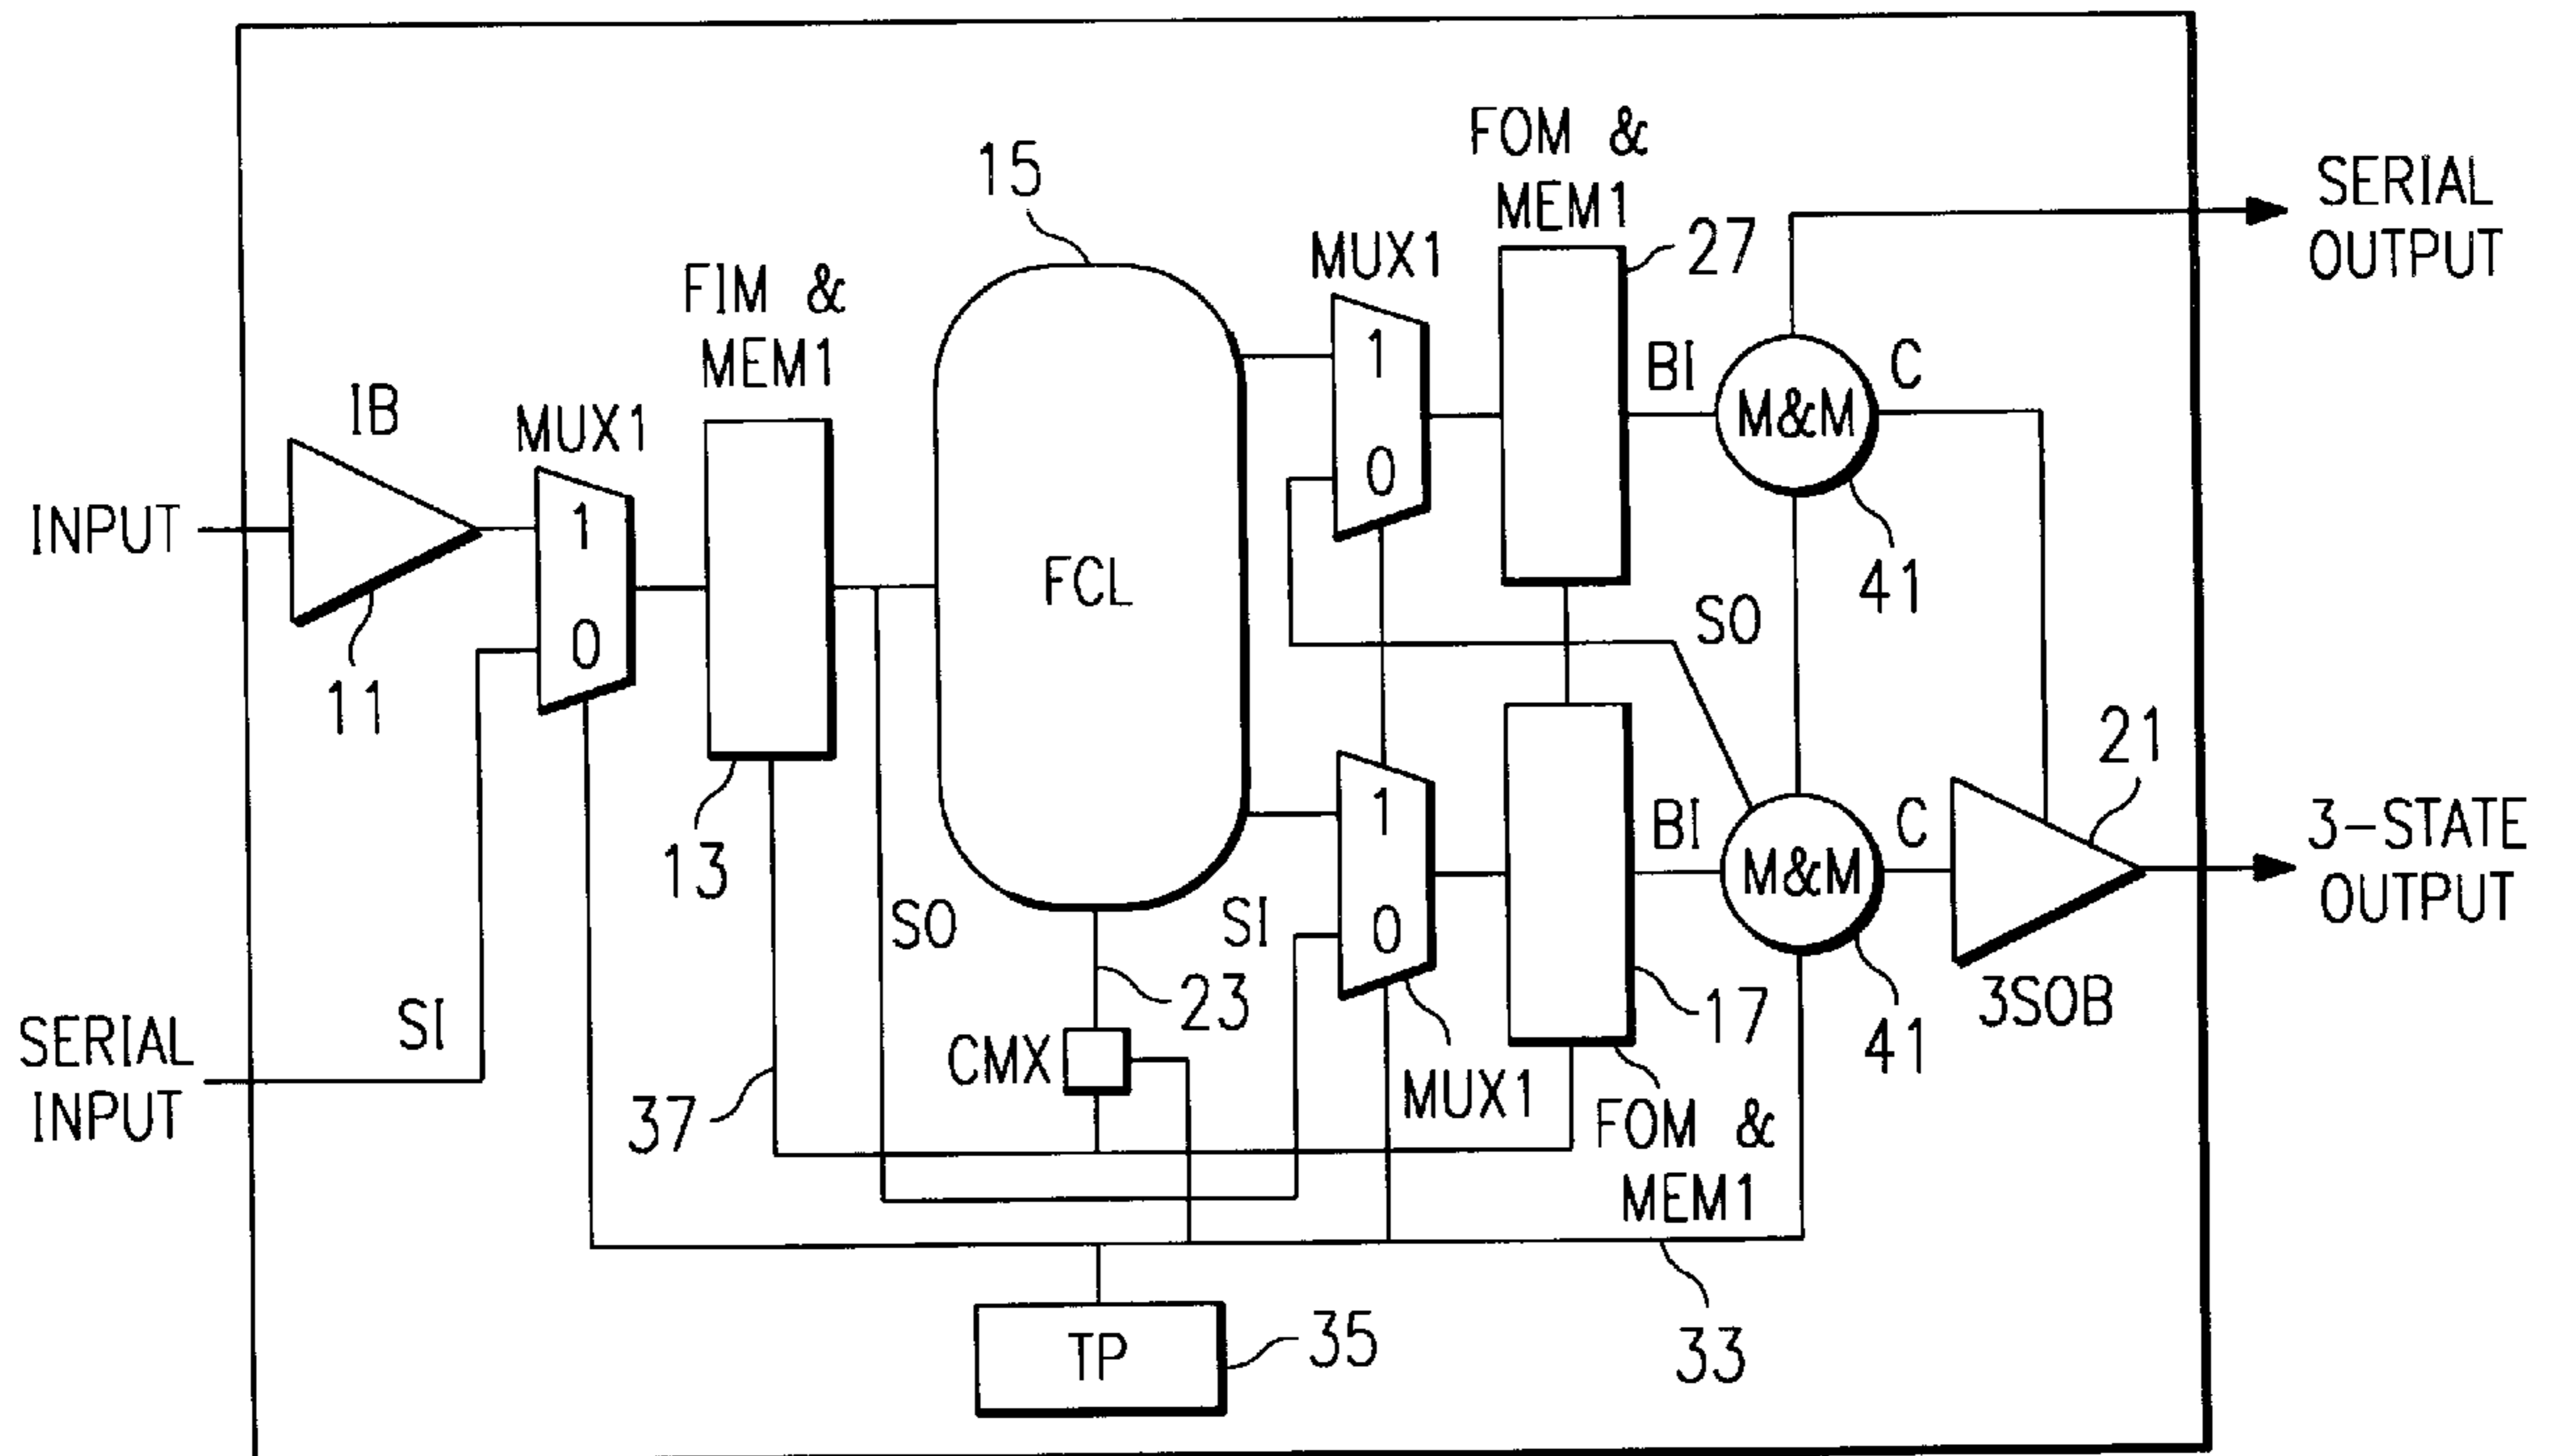 FOM &
MEM1
15
27
SERIAL
OUTPUT
MUX1
FIM &
MEM1
1
BI
M&M
C
IB
MUX1
0
INPUT
1
FCL
41
SO
0
11
21
1
BI
M&M
C
3-STATE
OUTPUT
13
SO
SI
0
23
17
3SOB
41
SERIAL
INPUT
SI
CMX
37
MUX1
FOM &
MEM1
TP
35
33